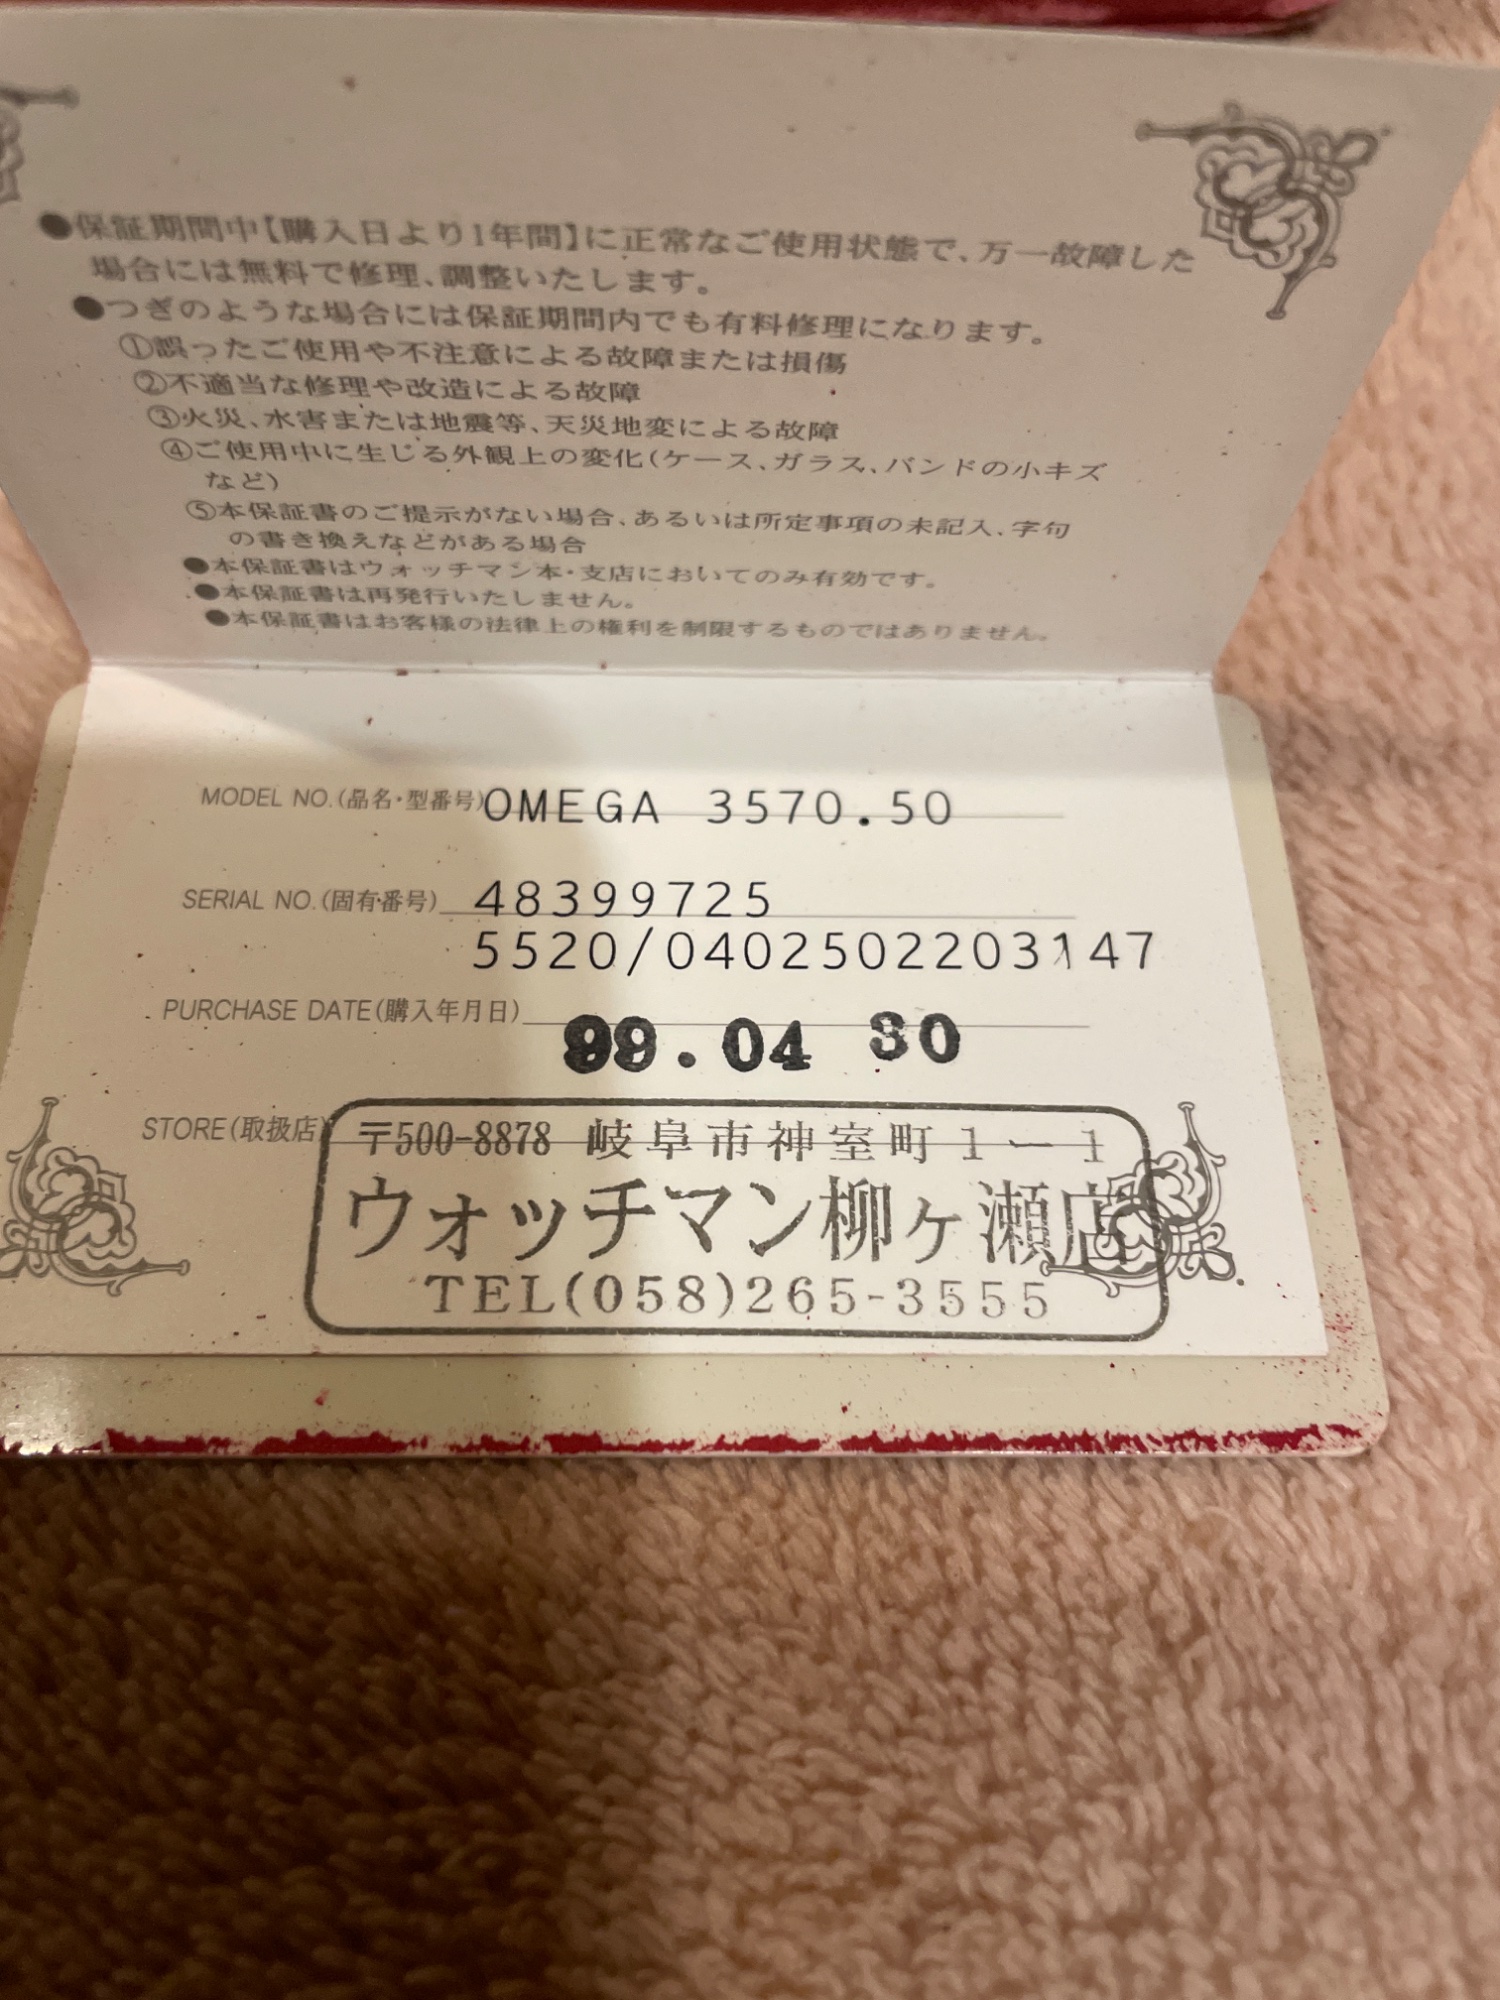 ●保証期間中【購入日より1年間】に正常なご使用状態で、万一故障した
場合には無料で修理、調整いたします。
●つぎのような場合には保証期間内でも有料修理になります。
①誤ったご使用や不注意による故障または損傷
②不適当な修理や改造による故障
③火災、水害または地震等、天災地変による故障
④ご使用中に生じる外観上の変化(ケース、ガラス、バンドの小キズ
など)
⑤本保証書のご提示がない場合、あるいは所定事項の未記入、字句
の書き換えなどがある場合
●本保証書はウォッチマン本・支店においてのみ有効です。
●本保証書は再発行いたしません。
●本保証書はお客様の法律上の権利を制限するものではありません。
MODEL NO.(品名・型番号) OMEGA 3570.50
SERIAL NO.(固有番号) 48399725
5520/0402502203147
PURCHASE DATE(購入年月日) 99.04 30
STORE(取扱店) 〒500-8878 岐阜市神室町1ー1
ウォッチマン柳ヶ瀬店
TEL(058)265-3555